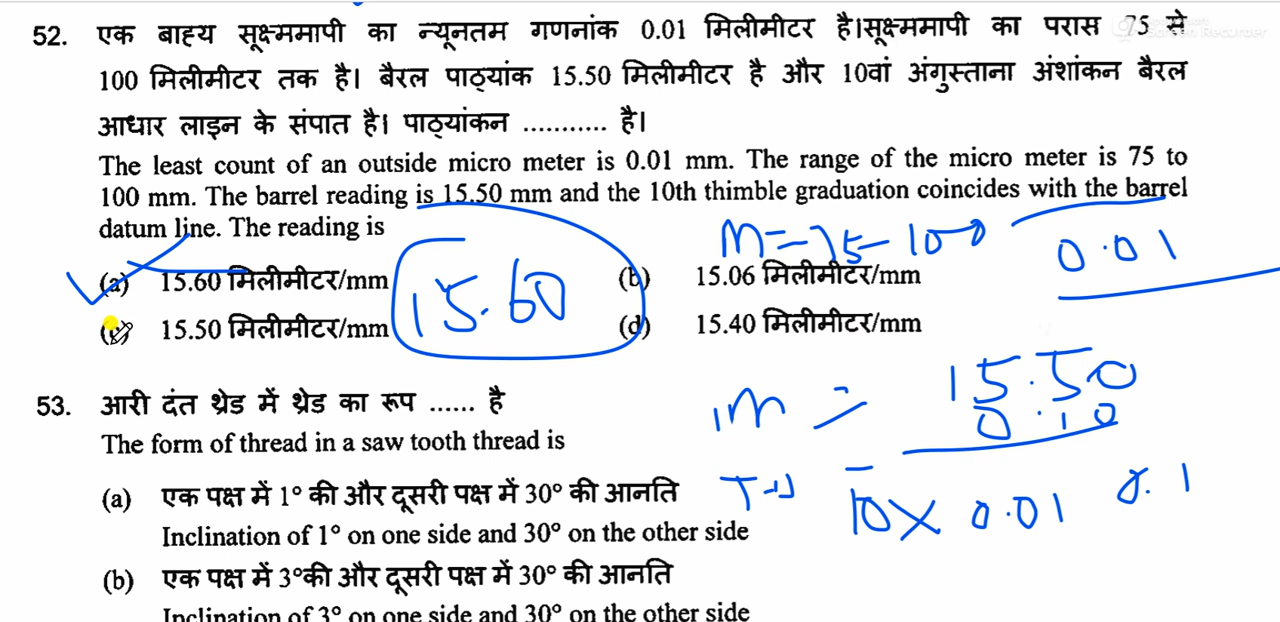 52. एक बाह्य सूक्ष्ममापी का न्यूनतम गणनांक 0.01 मिलीमीटर है।सूक्ष्ममापी का परास 75 से
Screen Recorder
100 मिलीमीटर तक है। बैरल पाठ्यांक 15.50 मिलीमीटर है और 10वां अंगुस्ताना अंशांकन बैरल
आधार लाइन के संपात है। पाठ्यांकन ........... है।
The least count of an outside micro meter is 0.01 mm. The range of the micro meter is 75 to
100 mm. The barrel reading is 15.50 mm and the 10th thimble graduation coincides with the barrel
datum line. The reading is
m = 75 - 100
0.01
(a) 15.60 मिलीमीटर/mm
15.60
(b) 15.06 मिलीमीटर/mm
(c) 15.50 मिलीमीटर/mm
(d) 15.40 मिलीमीटर/mm
m = 15.50
0.10
53. आरी दंत थ्रेड में थ्रेड का रूप ...... है
The form of thread in a saw tooth thread is
(a) एक पक्ष में 1° की और दूसरी पक्ष में 30° की आनति
10 x 0.01
0.1
Inclination of 1° on one side and 30° on the other side
(b) एक पक्ष में 3°की और दूसरी पक्ष में 30° की आनति
Inclination of 3° on one side and 30° on the other side